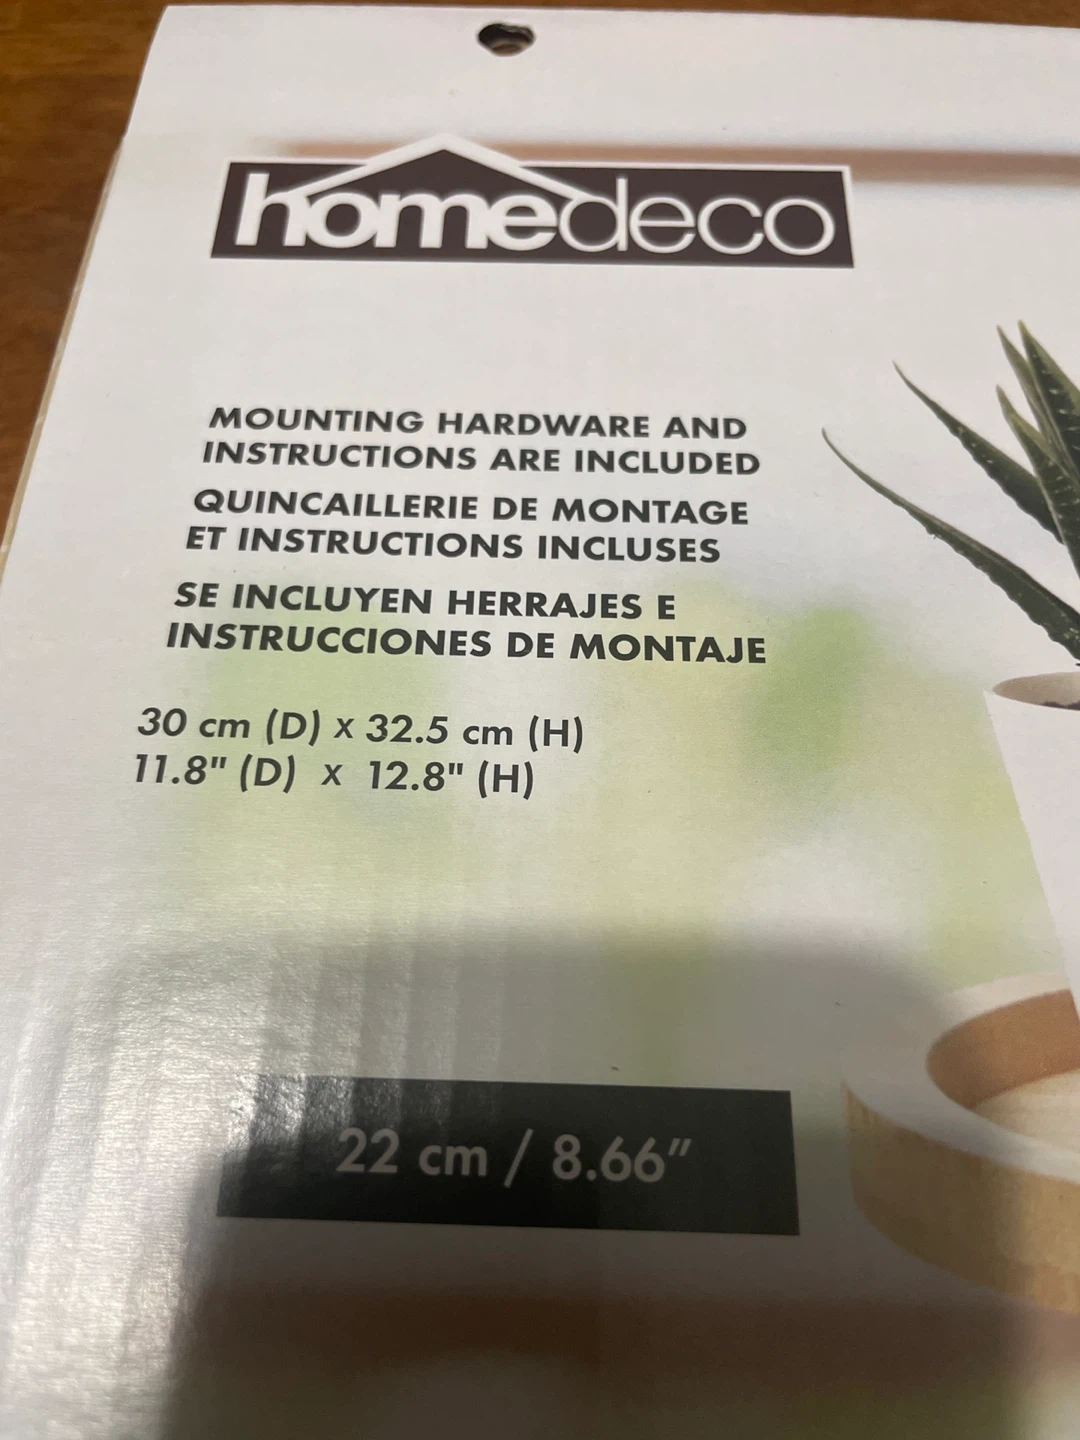 homedeco
MOUNTING HARDWARE AND
INSTRUCTIONS ARE INCLUDED
QUINCAILLERIE DE MONTAGE
ET INSTRUCTIONS INCLUSES
SE INCLUYEN HERRAJES E
INSTRUCCIONES DE MONTAJE
30 cm (D) x 32.5 cm (H)
11.8" (D) x 12.8" (H)
22 cm / 8.66"